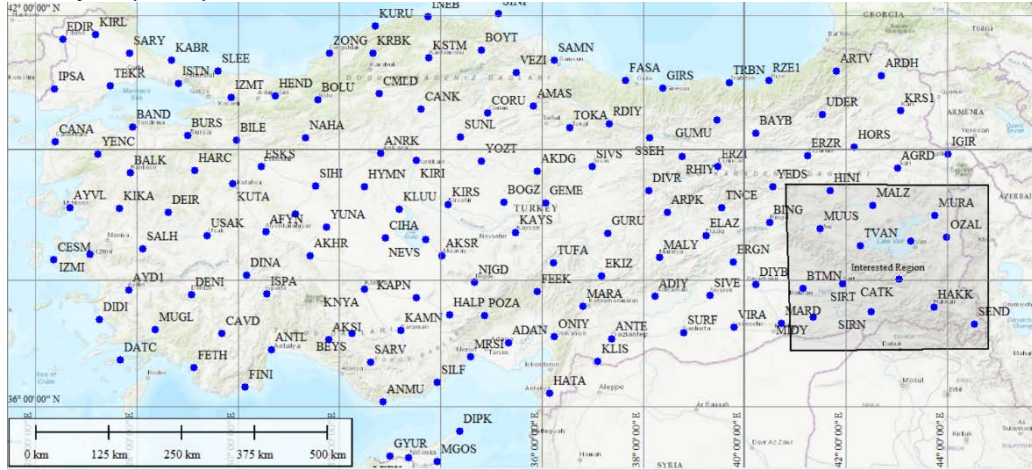 42° 00' 00" N
EDIR
KIRL
KURU
INEB
SINP
GEORGIA
SARY
KABR
SLEE
ZONG
KRBK
KSTM
BOYT
VEZI
SAMN
IPSA
TEKR
ISTN
IZMT
HEND
BOLU
CMLD
CANK
CORU
AMAS
FASA
GIRS
TRBN
RZE1
ARTV
ARDH
KRS1
ARMENIA
CANA
BAND
BURS
BILE
NAHA
SUNL
TOKA
RDIY
UDER
YENC
BALK
HARC
ESKS
ANRK
KIRI
YOZT
AKDG
SIVS
SSEH
GUMU
BAYB
ERZR
HORS
IGIR
AGRD
AYVL
KIKA
DEIR
KUTA
SIHI
HYMN
KLUU
KIRS
BOGZ
GEME
TURKEY
DIVR
RHIY
ERZI
YEDS
HINI
MALZ
USAK
AFYN
YUNA
CIHA
KAYS
GURU
ARPK
TNCE
ELAZ
BING
MUUS
MURA
CESM
SALH
AKHR
NEVS
AKSR
TUFA
MALY
ERGN
TVAN
OZAL
IZMI
AYD1
DENI
DINA
ISPA
KNYA
KAPN
NIGD
FEEK
EKIZ
ADIY
SIVE
DIYB
BTMN
Interested Region
DIDI
MUGL
CAVD
ANTL
BEYS
AKSI
KAMN
HALP
POZA
MARA
SURF
VIRA
MARD
SIRT
CATK
HAKK
DATC
FETH
FINI
SARV
MRSI
ADAN
ONIY
ANTE
KLIS
MIDY
SIRN
SEND
ANMU
SILF
HATA
36° 00' 00" N
DIPK
GYUR
MGOS
0 km
125 km
250 km
375 km
500 km
36° 00' 00" E
38° 00' 00" E
40° 00' 00" E
42° 00' 00" E
SYRIA